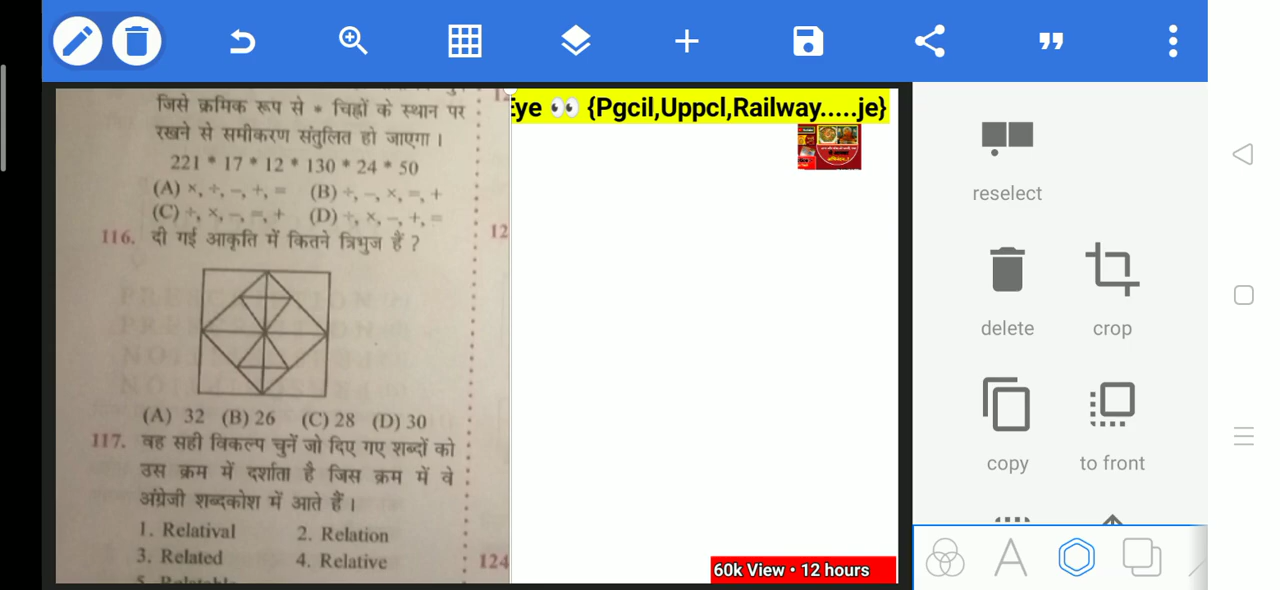 जिसे क्रमिक रूप से * चिह्नों के स्थान पर
रखने से समीकरण संतुलित हो जाएगा ।
221 * 17 * 12 * 130 * 24 * 50
(A) ×, ÷, –, +, = (B) ÷, –, ×, =, +
(C) ÷, ×, –, =, + (D) ÷, ×, –, +, =
116. दी गई आकृति में कितने त्रिभुज हैं ?
(A) 32 (B) 26 (C) 28 (D) 30
117. वह सही विकल्प चुनें जो दिए गए शब्दों को
उस क्रम में दर्शाता है जिस क्रम में वे
अंग्रेजी शब्दकोश में आते हैं ।
1. Relatival 2. Relation
3. Related 4. Relative
12
124
Eye 👀 {Pgcil,Uppcl,Railway.....je}
60k View • 12 hours
reselect
delete crop
copy to front